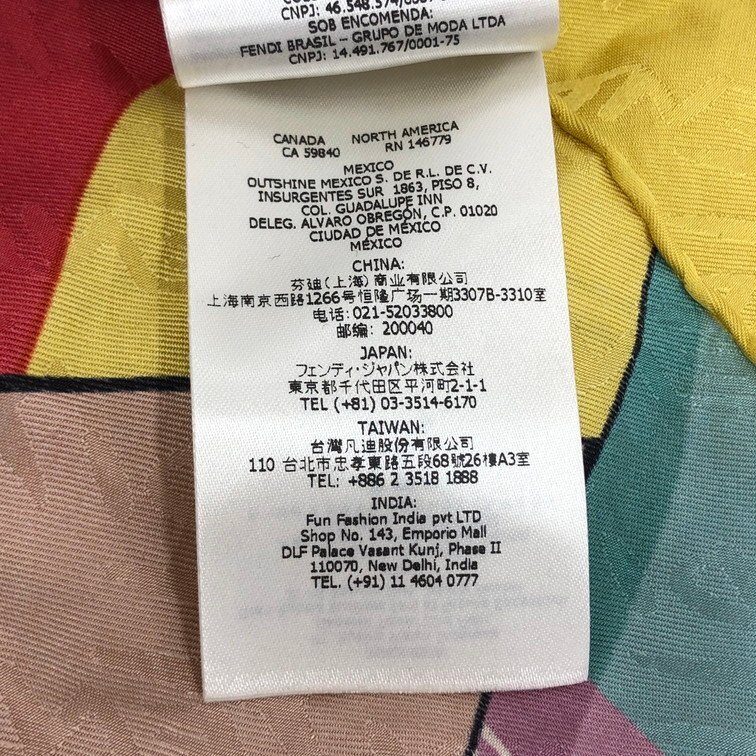 CNPJ: 46.548.574/
SOB ENCOMENDA:
FENDI BRASIL - GRUPO DE MODA LTDA
CNPJ: 14.491.767/0001-75
CANADA NORTH AMERICA
CA 59840 RN 146779
MEXICO
OUTSHINE MEXICO S. DE R.L. DE C.V.
INSURGENTES SUR 1863, PISO 8,
COL. GUADALUPE INN
DELEG. ALVARO OBREGÓN, C.P. 01020
CIUDAD DE MÉXICO
MÉXICO
CHINA:
芬迪(上海)商业有限公司
上海南京西路1266号恒隆广场一期3307B-3310室
电话: 021-52033800
邮编: 200040
JAPAN:
フェンディ・ジャパン株式会社
東京都千代田区平河町2-1-1
TEL (+81) 03-3514-6170
TAIWAN:
台灣凡迪股份有限公司
110 台北市忠孝東路五段68號26樓A3室
TEL: +886 2 3518 1888
INDIA:
Fun Fashion India pvt LTD
Shop No. 143, Emporio Mall
DLF Palace Vasant Kunj, Phase II
110070, New Delhi, India
TEL. (+91) 11 4604 0777